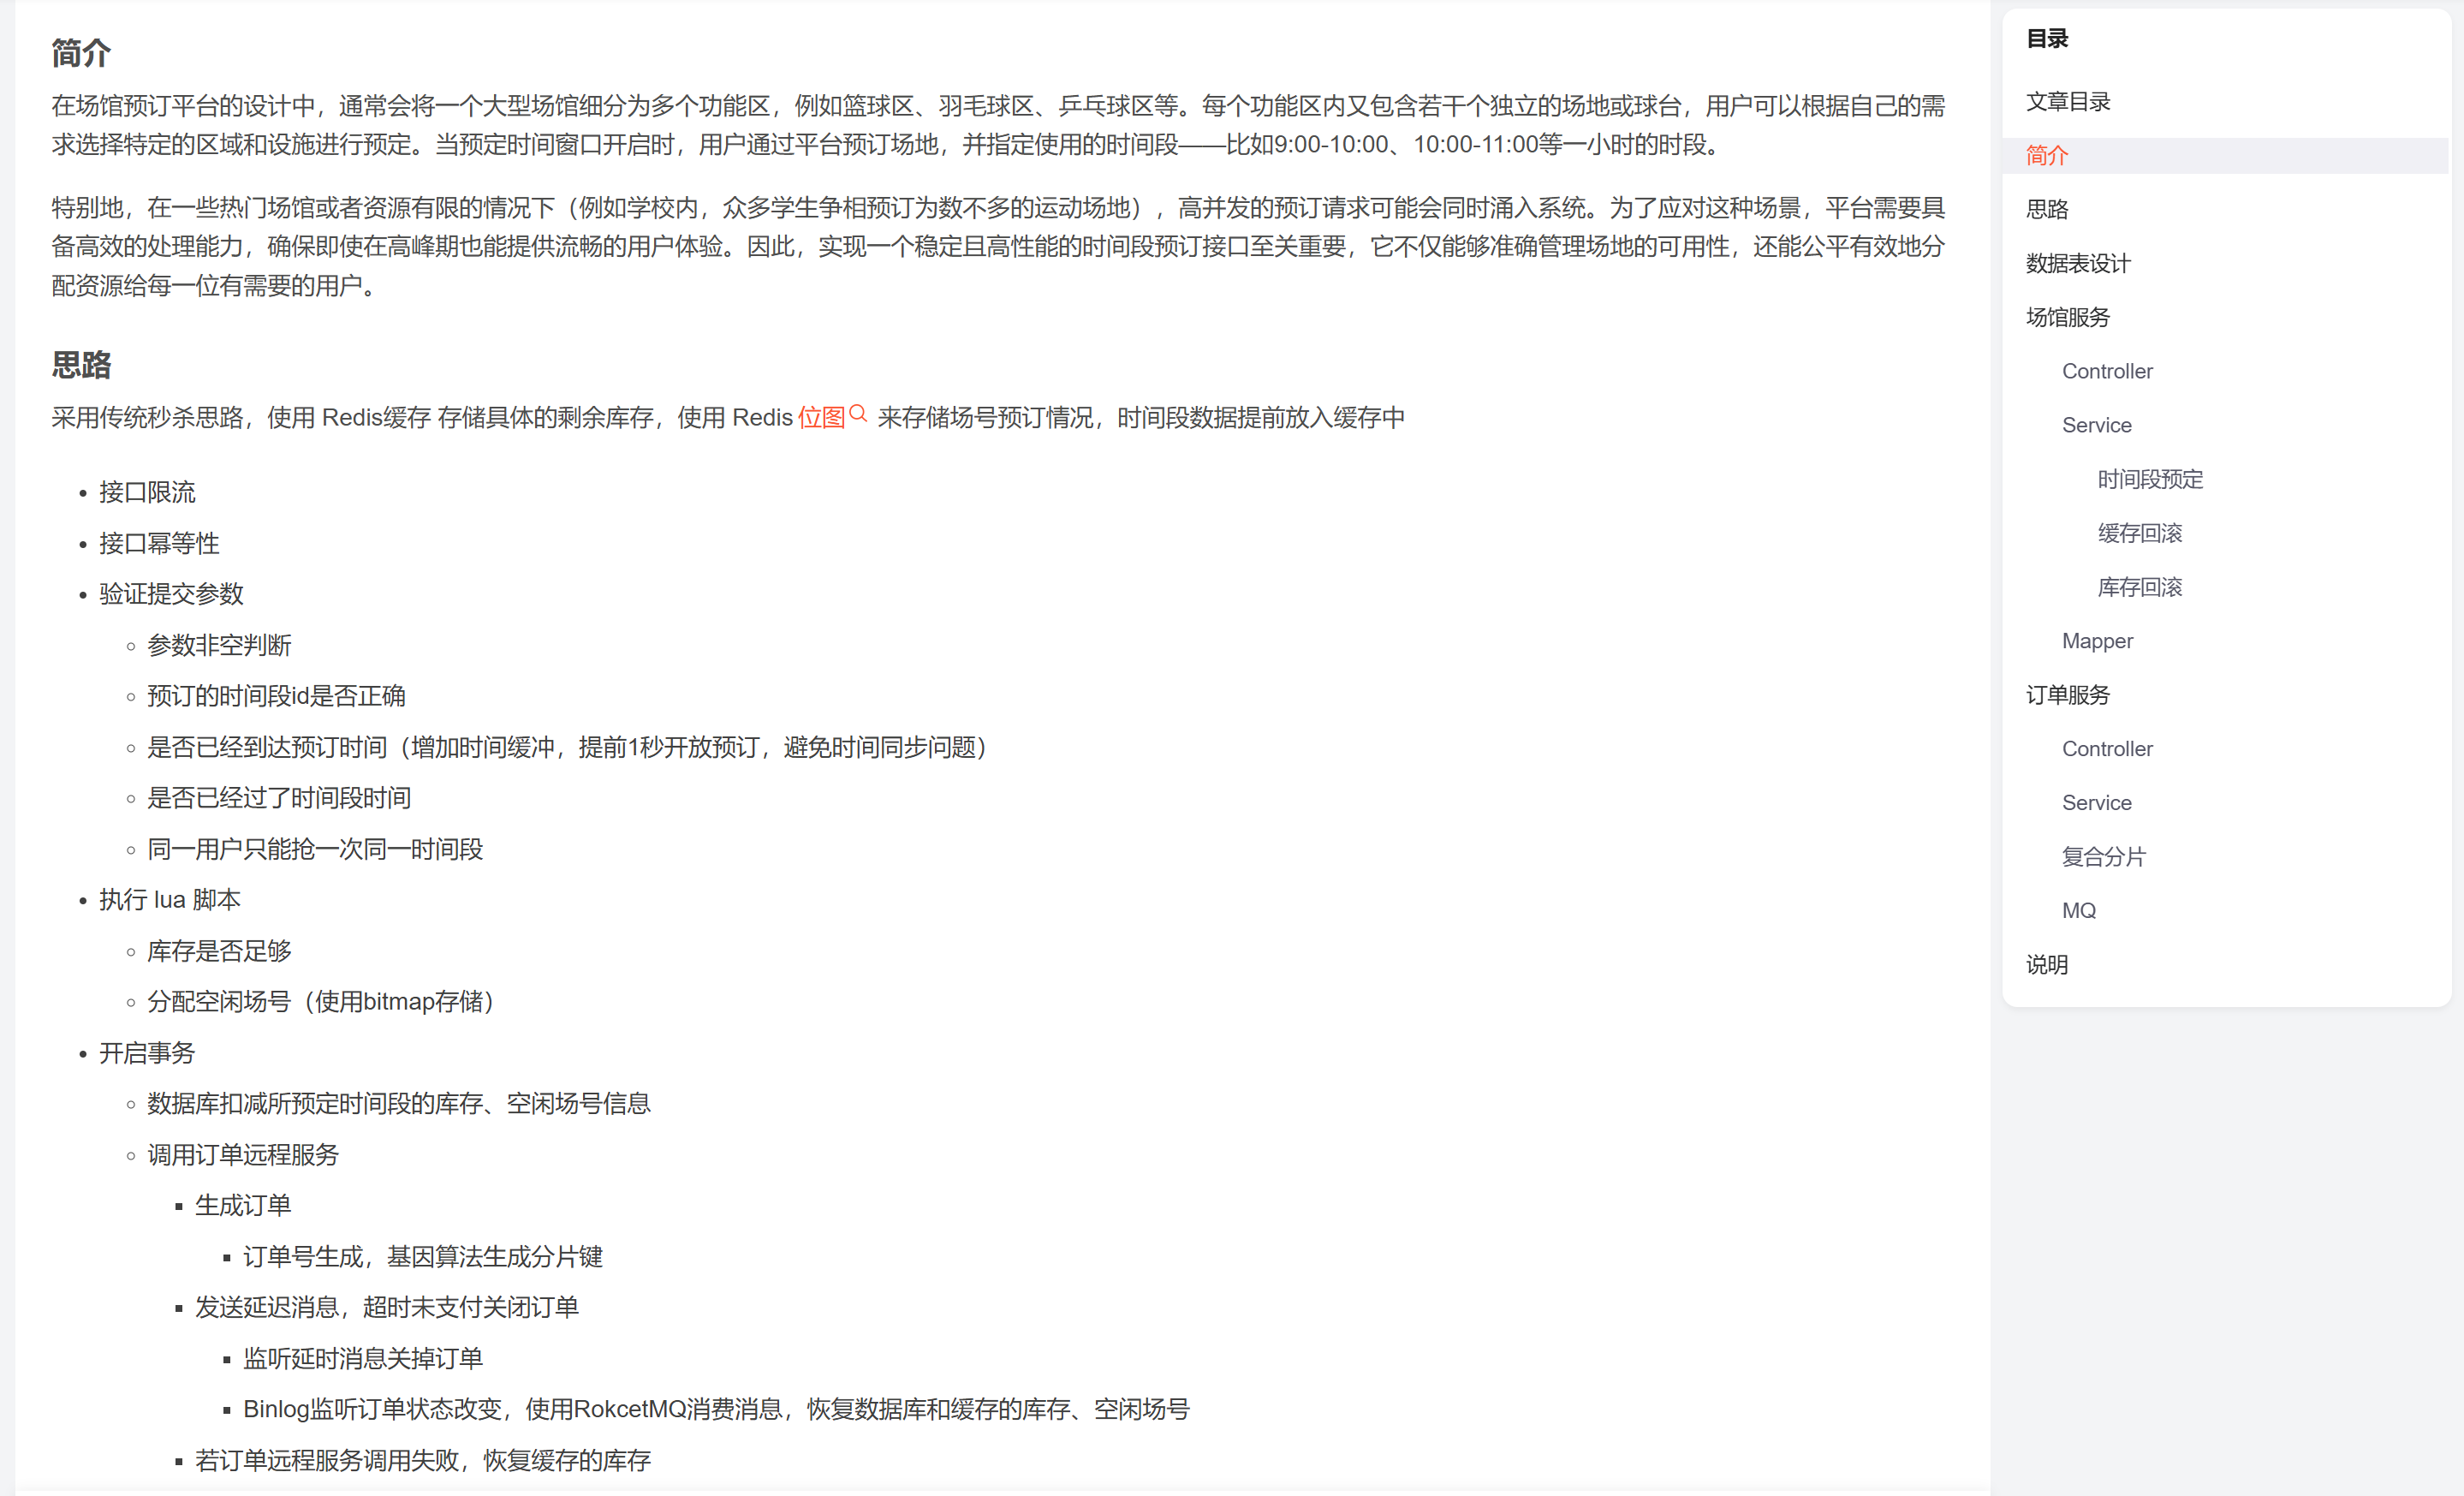 简介
在场馆预订平台的设计中，通常会将一个大型场馆细分为多个功能区，例如篮球区、羽毛球区、乒乓球区等。每个功能区内又包含若干个独立的场地或球台，用户可以根据自己的需
求选择特定的区域和设施进行预定。当预定时间窗口开启时，用户通过平台预订场地，并指定使用的时间段——比如9:00-10:00、10:00-11:00等一小时的时段。
特别地，在一些热门场馆或者资源有限的情况下（例如学校内，众多学生争相预订为数不多的运动场地），高并发的预订请求可能会同时涌入系统。为了应对这种场景，平台需要具
备高效的处理能力，确保即使在高峰期也能提供流畅的用户体验。因此，实现一个稳定且高性能的时间段预订接口至关重要，它不仅能够准确管理场地的可用性，还能公平有效地分
配资源给每一位有需要的用户。
思路
采用传统秒杀思路，使用 Redis缓存 存储具体的剩余库存，使用 Redis 位图 来存储场号预订情况，时间段数据提前放入缓存中
接口限流
接口幂等性
验证提交参数
参数非空判断
预订的时间段id是否正确
是否已经到达预订时间（增加时间缓冲，提前1秒开放预订，避免时间同步问题）
是否已经过了时间段时间
同一用户只能抢一次同一时间段
执行 lua 脚本
库存是否足够
分配空闲场号（使用bitmap存储）
开启事务
数据库扣减所预定时间段的库存、空闲场号信息
调用订单远程服务
生成订单
订单号生成，基因算法生成分片键
发送延迟消息，超时未支付关闭订单
监听延时消息关掉订单
Binlog监听订单状态改变，使用RokcetMQ消费消息，恢复数据库和缓存的库存、空闲场号
若订单远程服务调用失败，恢复缓存的库存
目录
文章目录
简介
思路
数据表设计
场馆服务
Controller
Service
时间段预定
缓存回滚
库存回滚
Mapper
订单服务
Controller
Service
复合分片
MQ
说明